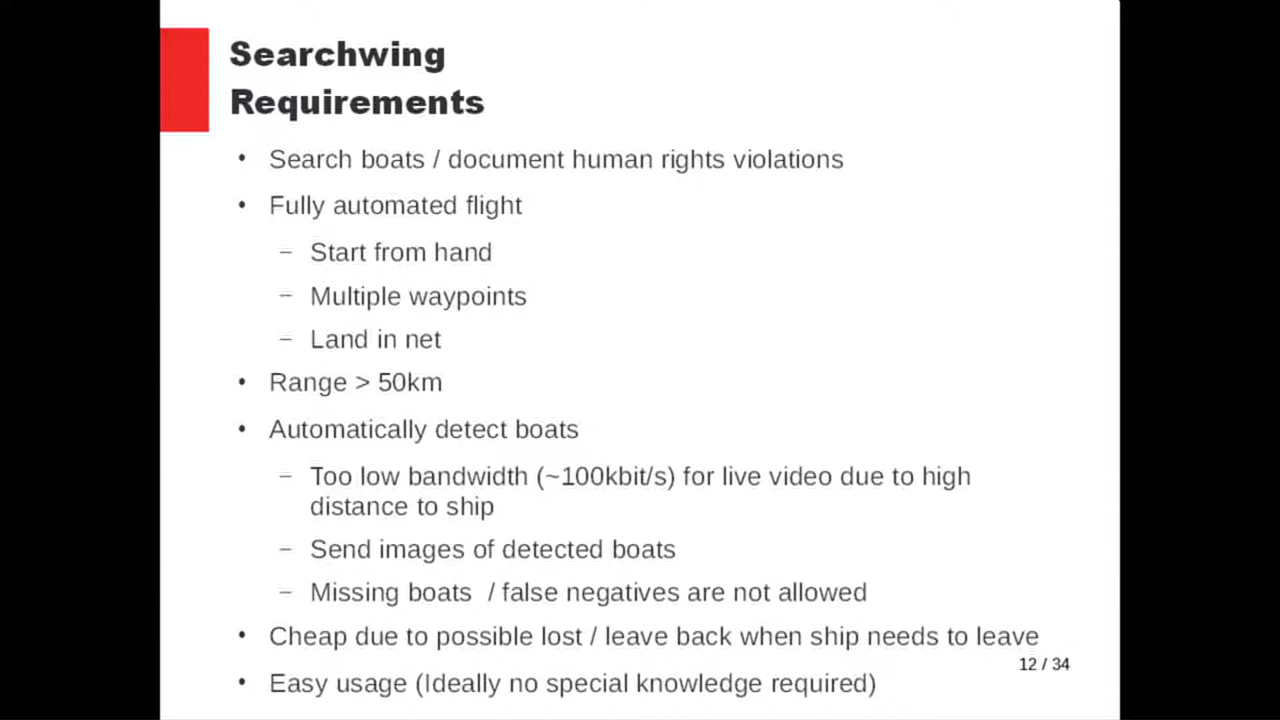 Searchwing
Requirements
• Search boats / document human rights violations
• Fully automated flight
– Start from hand
– Multiple waypoints
– Land in net
• Range > 50km
• Automatically detect boats
– Too low bandwidth (~100kbit/s) for live video due to high
distance to ship
– Send images of detected boats
– Missing boats / false negatives are not allowed
• Cheap due to possible lost / leave back when ship needs to leave
12 / 34
• Easy usage (Ideally no special knowledge required)